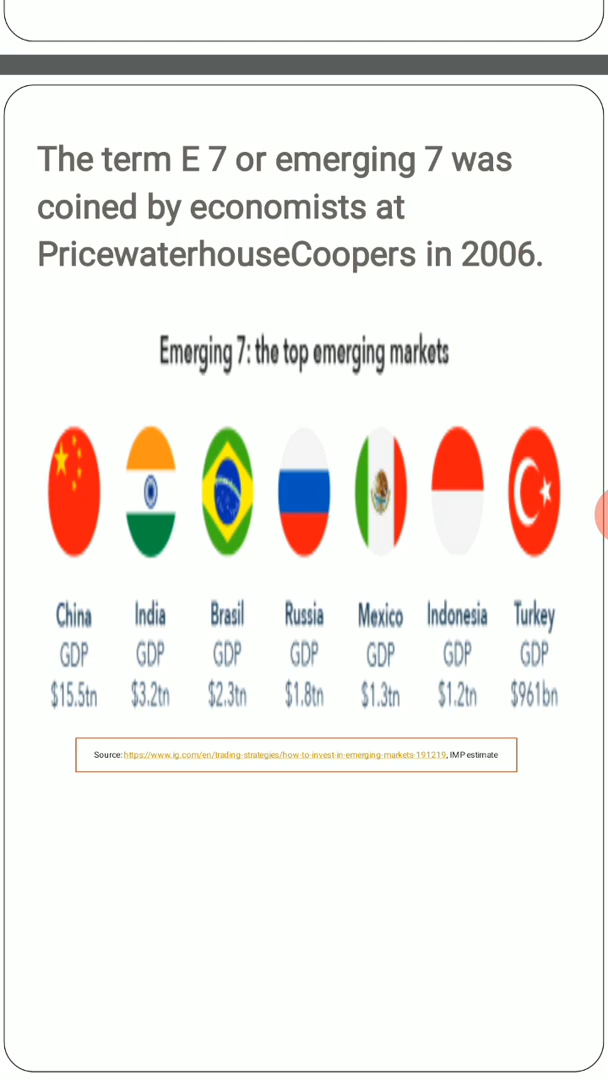 The term E 7 or emerging 7 was
coined by economists at
PricewaterhouseCoopers in 2006.
Emerging 7: the top emerging markets
China India Brasil Russia Mexico Indonesia Turkey
GDP GDP GDP GDP GDP GDP GDP
$15.5tn $3.2tn $2.3tn $1.8tn $1.3tn $1.2tn $961bn
Source: https://www.ig.com/en/trading-strategies/how-to-invest-in-emerging-markets-191219, IMP estimate